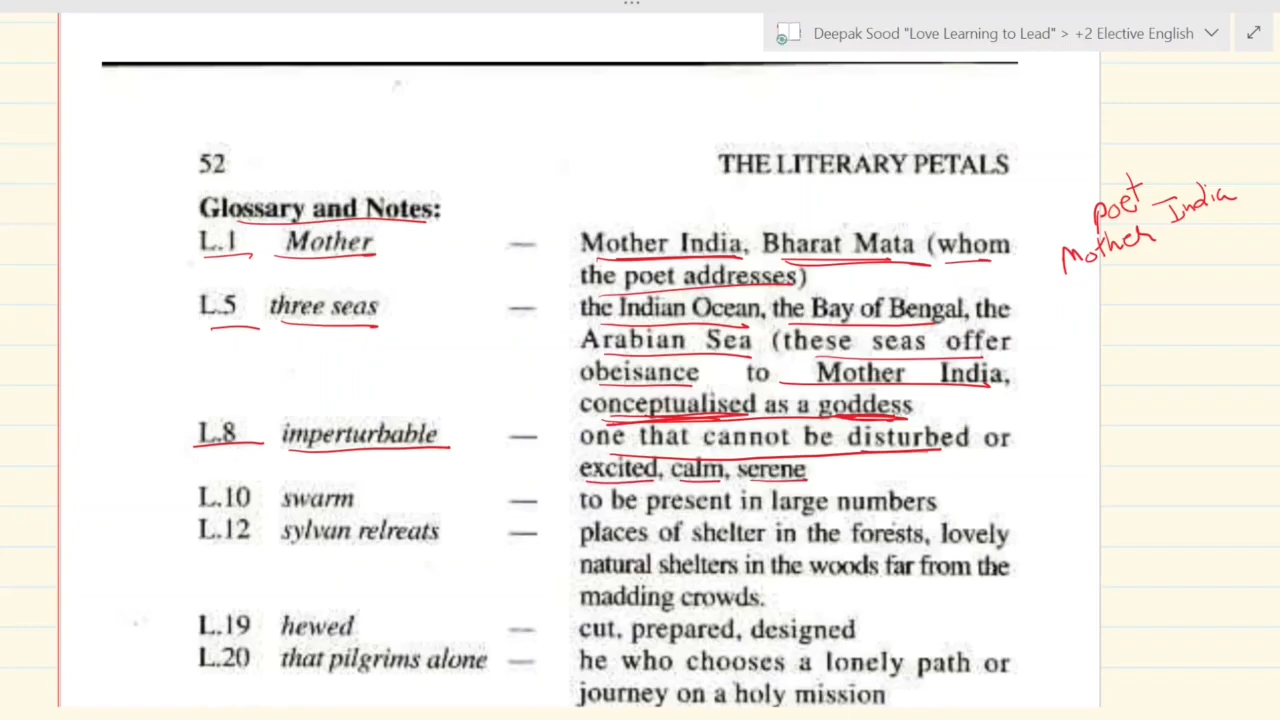 Deepak Sood "Love Learning to Lead" > +2 Elective English
52 THE LITERARY PETALS
Glossary and Notes:
L.1 Mother — Mother India, Bharat Mata (whom
the poet addresses)
L.5 three seas — the Indian Ocean, the Bay of Bengal, the
Arabian Sea (these seas offer
obeisance to Mother India,
conceptualised as a goddess
L.8 imperturbable — one that cannot be disturbed or
excited, calm, serene
L.10 swarm — to be present in large numbers
L.12 sylvan relreats — places of shelter in the forests, lovely
natural shelters in the woods far from the
madding crowds.
L.19 hewed — cut, prepared, designed
L.20 that pilgrims alone — he who chooses a lonely path or
journey on a holy mission
poet
Mother — India